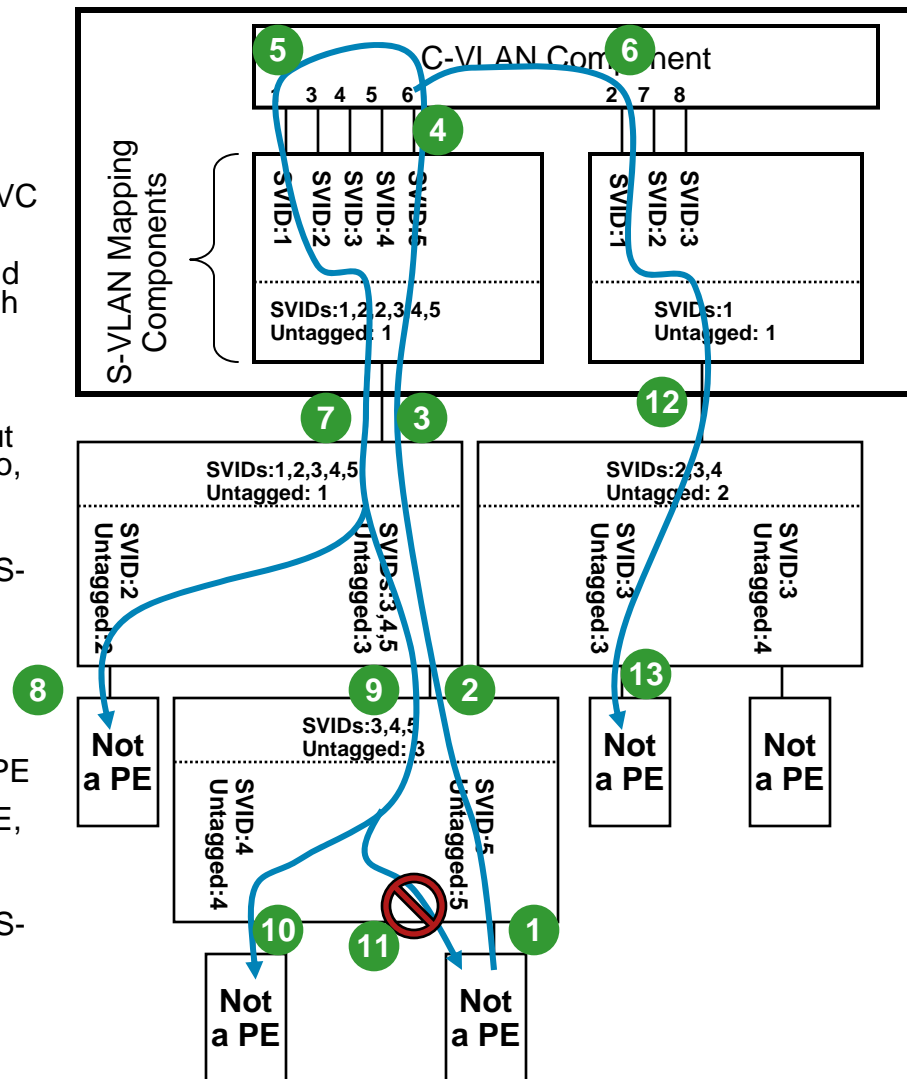 5
6
C-VLAN Component
1 3 4 5 6 2 7 8
4
S-VLAN Mapping
Components
SVID:1
SVID:2
SVID:3
SVID:4
SVID:5
SVID:1
SVID:2
SVID:3
SVIDs:1,2,2,3,4,5
Untagged: 1
SVIDs:1
Untagged: 1
VC
d
h
ut
o,
S-
PE
E,
S-
7
3
12
SVIDs:1,2,3,4,5
Untagged: 1
SVIDs:2,3,4
Untagged: 2
SVID:2
Untagged:2
SVIDs:3,4,5
Untagged:3
SVID:3
Untagged:3
SVID:3
Untagged:4
8
9
2
13
Not
a PE
SVIDs:3,4,5
Untagged: 3
Not
a PE
Not
a PE
SVID:4
Untagged:4
SVID:5
Untagged:5
10
11
1
Not
a PE
Not
a PE